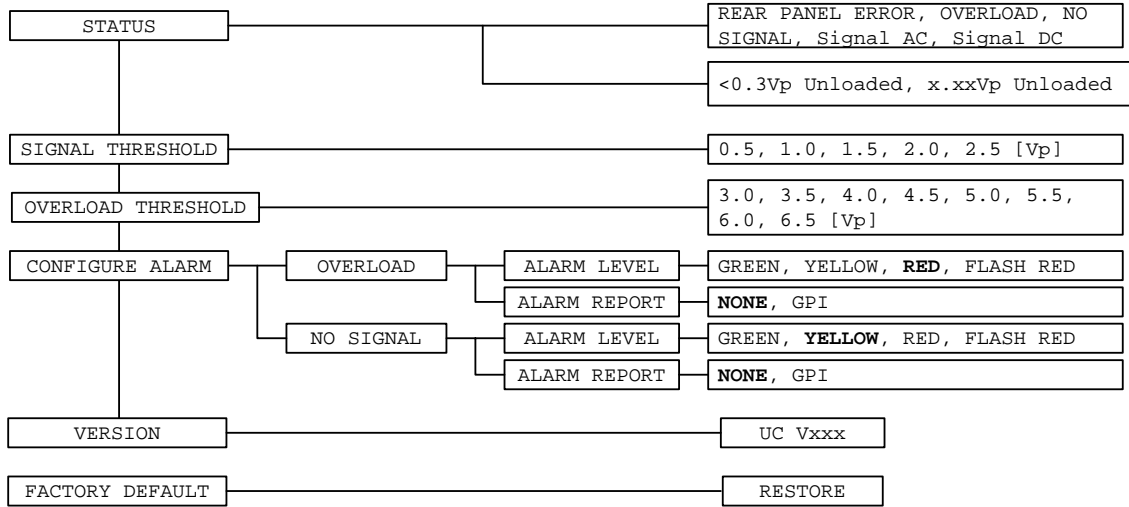 STATUS
REAR PANEL ERROR, OVERLOAD, NO
SIGNAL, Signal AC, Signal DC
<0.3Vp Unloaded, x.xxVp Unloaded
SIGNAL THRESHOLD
0.5, 1.0, 1.5, 2.0, 2.5 [Vp]
OVERLOAD THRESHOLD
3.0, 3.5, 4.0, 4.5, 5.0, 5.5,
6.0, 6.5 [Vp]
CONFIGURE ALARM
OVERLOAD
ALARM LEVEL
GREEN, YELLOW, RED, FLASH RED
ALARM REPORT
NONE, GPI
NO SIGNAL
ALARM LEVEL
GREEN, YELLOW, RED, FLASH RED
ALARM REPORT
NONE, GPI
VERSION
UC Vxxx
FACTORY DEFAULT
RESTORE